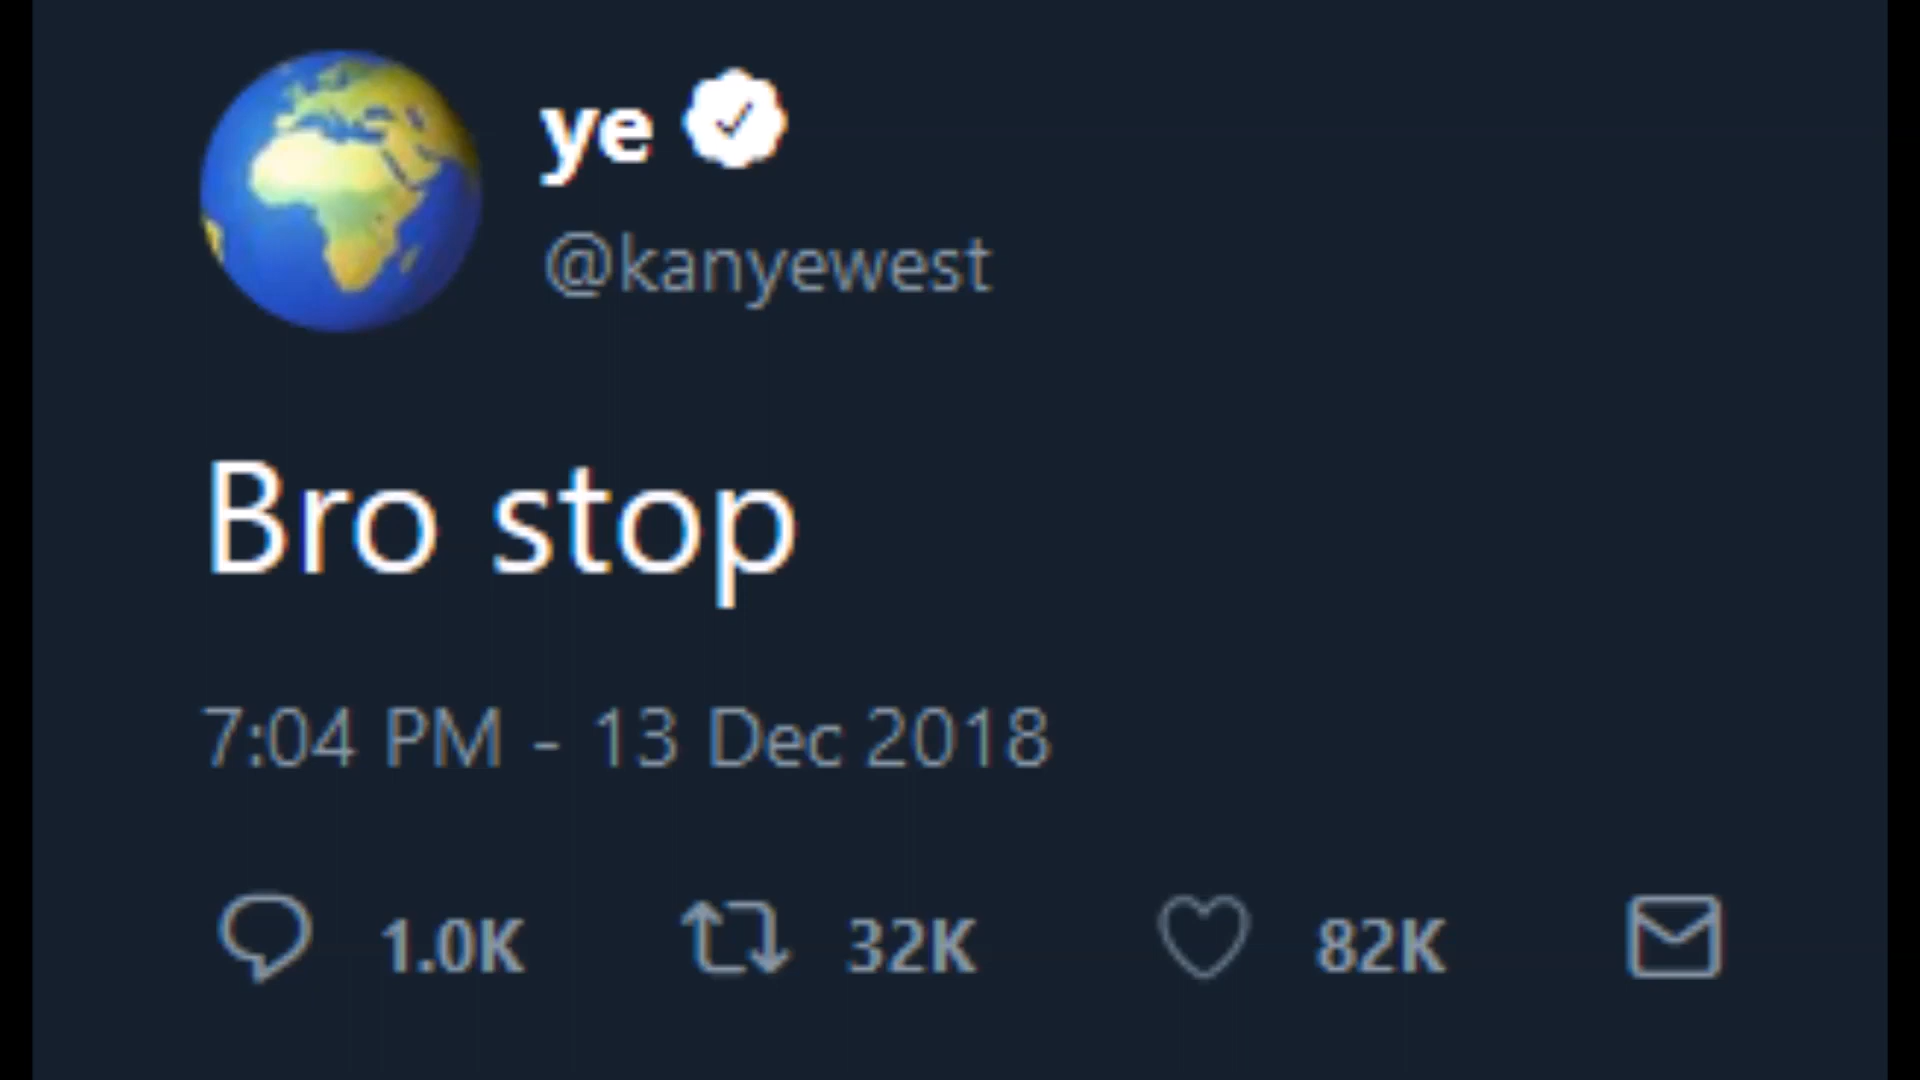 ye
@kanyewest
Bro stop
7:04 PM - 13 Dec 2018
1.0K 32K 82K